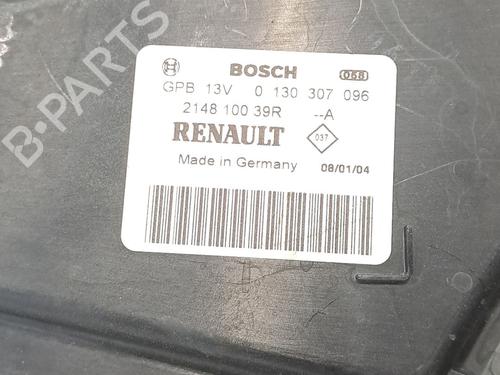 BOSCH 058
GPB 13V 0 130 307 096
2148 100 39R --A
RENAULT 037
Made in Germany 08/01/04
B-PARTS